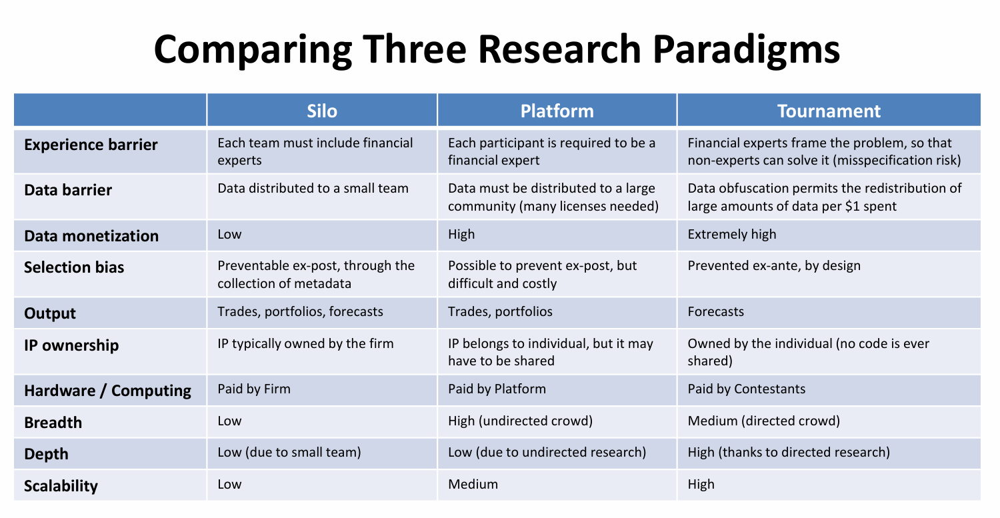 Comparing Three Research Paradigms
Silo
Platform
Tournament
Experience barrier
Each team must include financial
experts
Each participant is required to be a
financial expert
Financial experts frame the problem, so that
non-experts can solve it (misspecification risk)
Data barrier
Data distributed to a small team
Data must be distributed to a large
community (many licenses needed)
Data obfuscation permits the redistribution of
large amounts of data per $1 spent
Data monetization
Low
High
Extremely high
Selection bias
Preventable ex-post, through the
collection of metadata
Possible to prevent ex-post, but
difficult and costly
Prevented ex-ante, by design
Output
Trades, portfolios, forecasts
Trades, portfolios
Forecasts
IP ownership
IP typically owned by the firm
IP belongs to individual, but it may
have to be shared
Owned by the individual (no code is ever
shared)
Hardware / Computing
Paid by Firm
Paid by Platform
Paid by Contestants
Breadth
Low
High (undirected crowd)
Medium (directed crowd)
Depth
Low (due to small team)
Low (due to undirected research)
High (thanks to directed research)
Scalability
Low
Medium
High